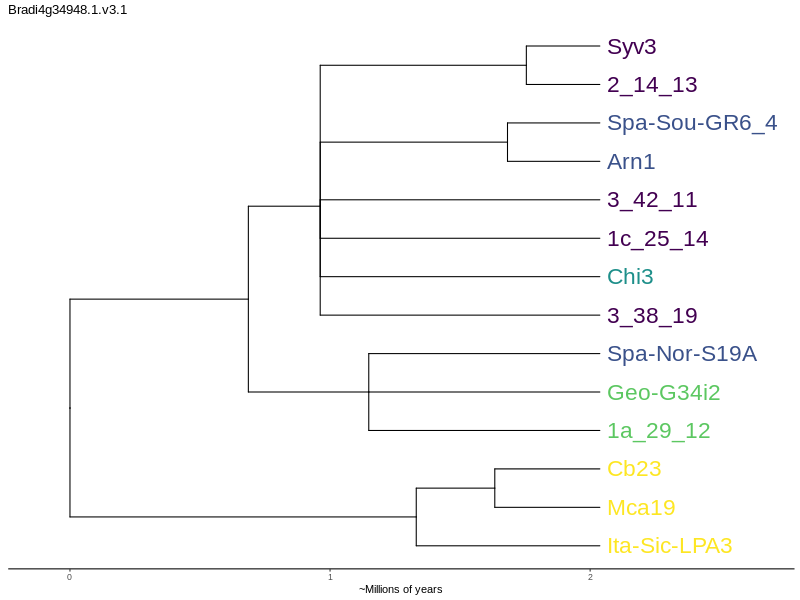 Bradi4g34948.1.v3.1
Syv3
2_14_13
Spa-Sou-GR6_4
Arn1
3_42_11
1c_25_14
Chi3
3_38_19
Spa-Nor-S19A
Geo-G34i2
1a_29_12
Cb23
Mca19
Ita-Sic-LPA3
0 1 2
~Millions of years